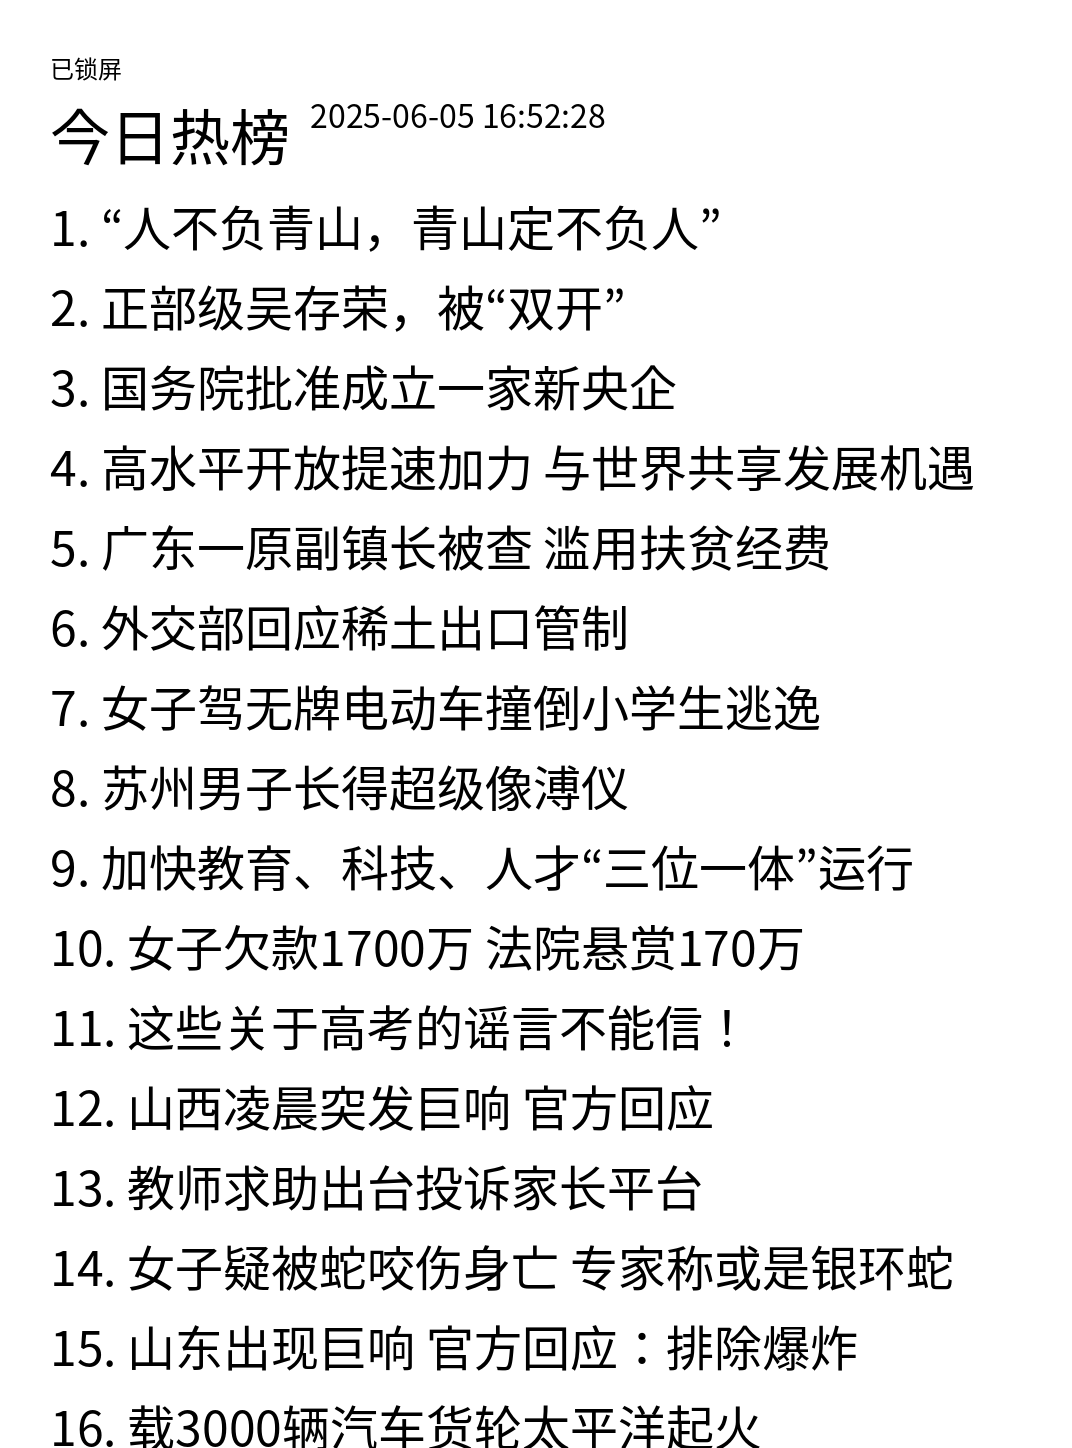 已锁屏
今日热榜 2025-06-05 16:52:28
1. “人不负青山，青山定不负人”
2. 正部级吴存荣，被“双开”
3. 国务院批准成立一家新央企
4. 高水平开放提速加力 与世界共享发展机遇
5. 广东一原副镇长被查 滥用扶贫经费
6. 外交部回应稀土出口管制
7. 女子驾无牌电动车撞倒小学生逃逸
8. 苏州男子长得超级像溥仪
9. 加快教育、科技、人才“三位一体”运行
10. 女子欠款1700万 法院悬赏170万
11. 这些关于高考的谣言不能信！
12. 山西凌晨突发巨响 官方回应
13. 教师求助出台投诉家长平台
14. 女子疑被蛇咬伤身亡 专家称或是银环蛇
15. 山东出现巨响 官方回应：排除爆炸
16. 载3000辆汽车货轮太平洋起火